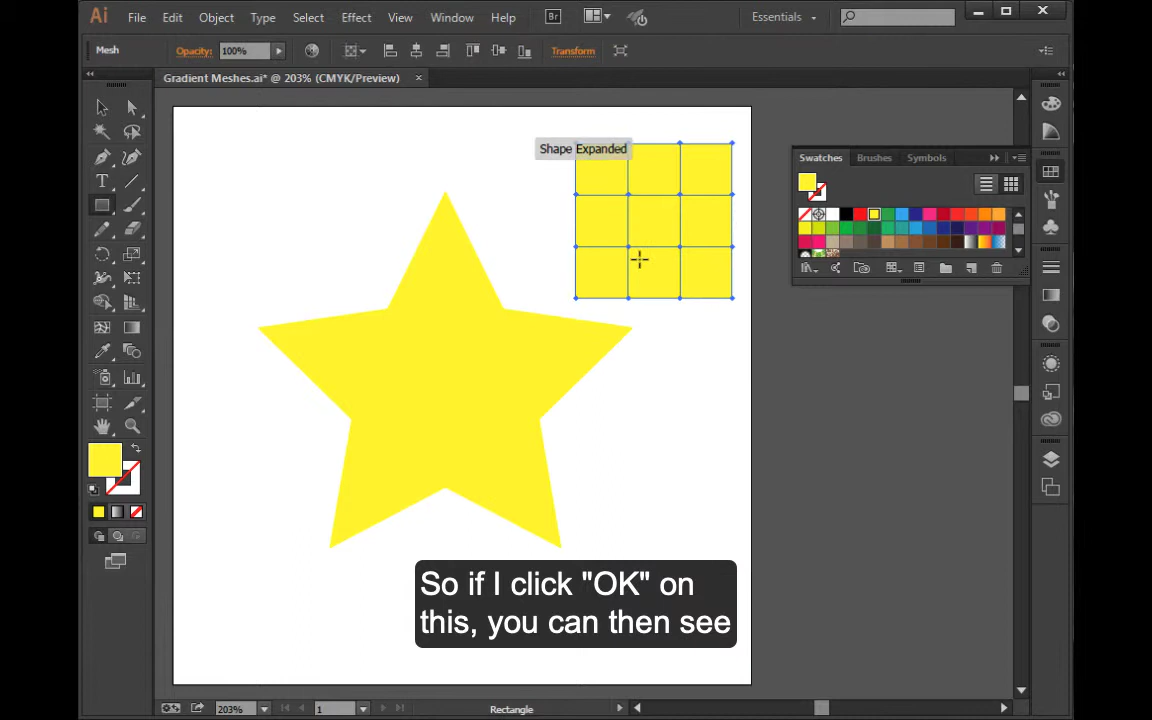 Ai File Edit Object Type Select Effect View Window Help Br Essentials
Mesh Opacity: 100% Transform
Gradient Meshes.ai* @ 203% (CMYK/Preview) ×
Shape Expanded
Swatches Brushes Symbols
T
So if I click "OK" on
this, you can then see
203% 1 Rectangle